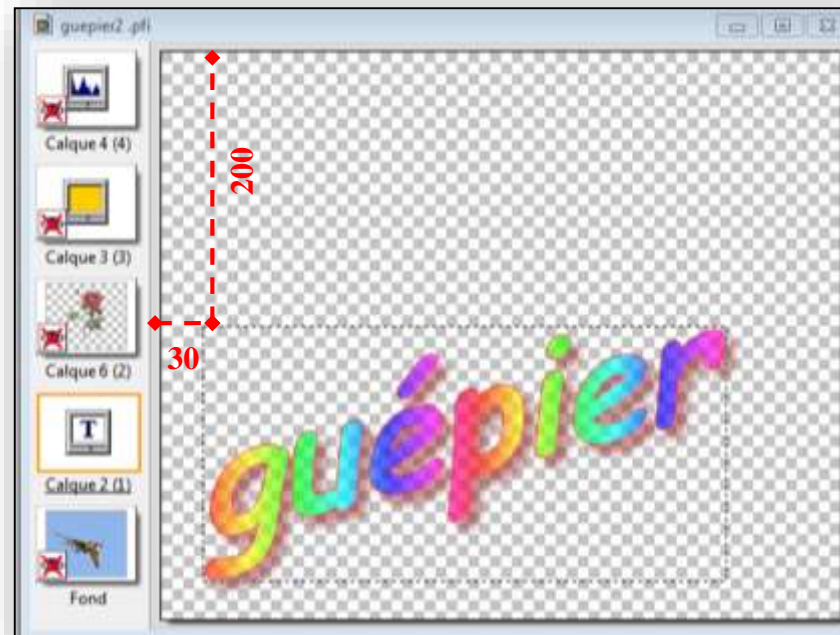 guepier2 .pfi
Calque 4 (4)
Calque 3 (3)
Calque 6 (2)
T
Calque 2 (1)
Fond
200
30
guépier